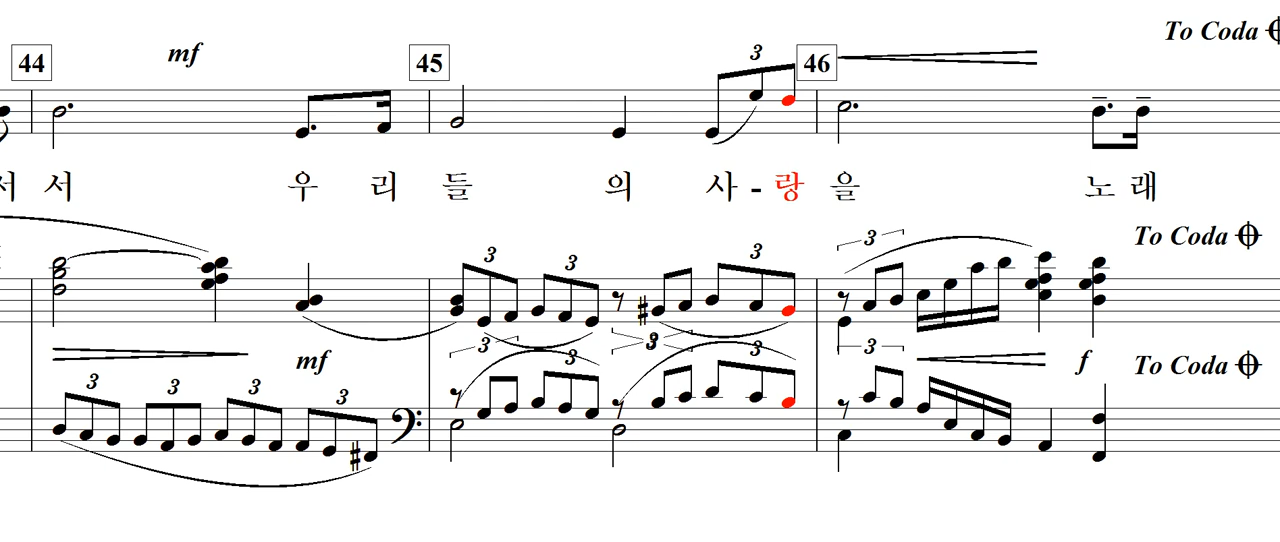 To Coda
44 mf 45 3 46
서 서 우 리 들 의 사 - 랑 을 노 래
To Coda
3 3 3 3
mf 3 3 3 3 f To Coda
3 3 3 3 3 3